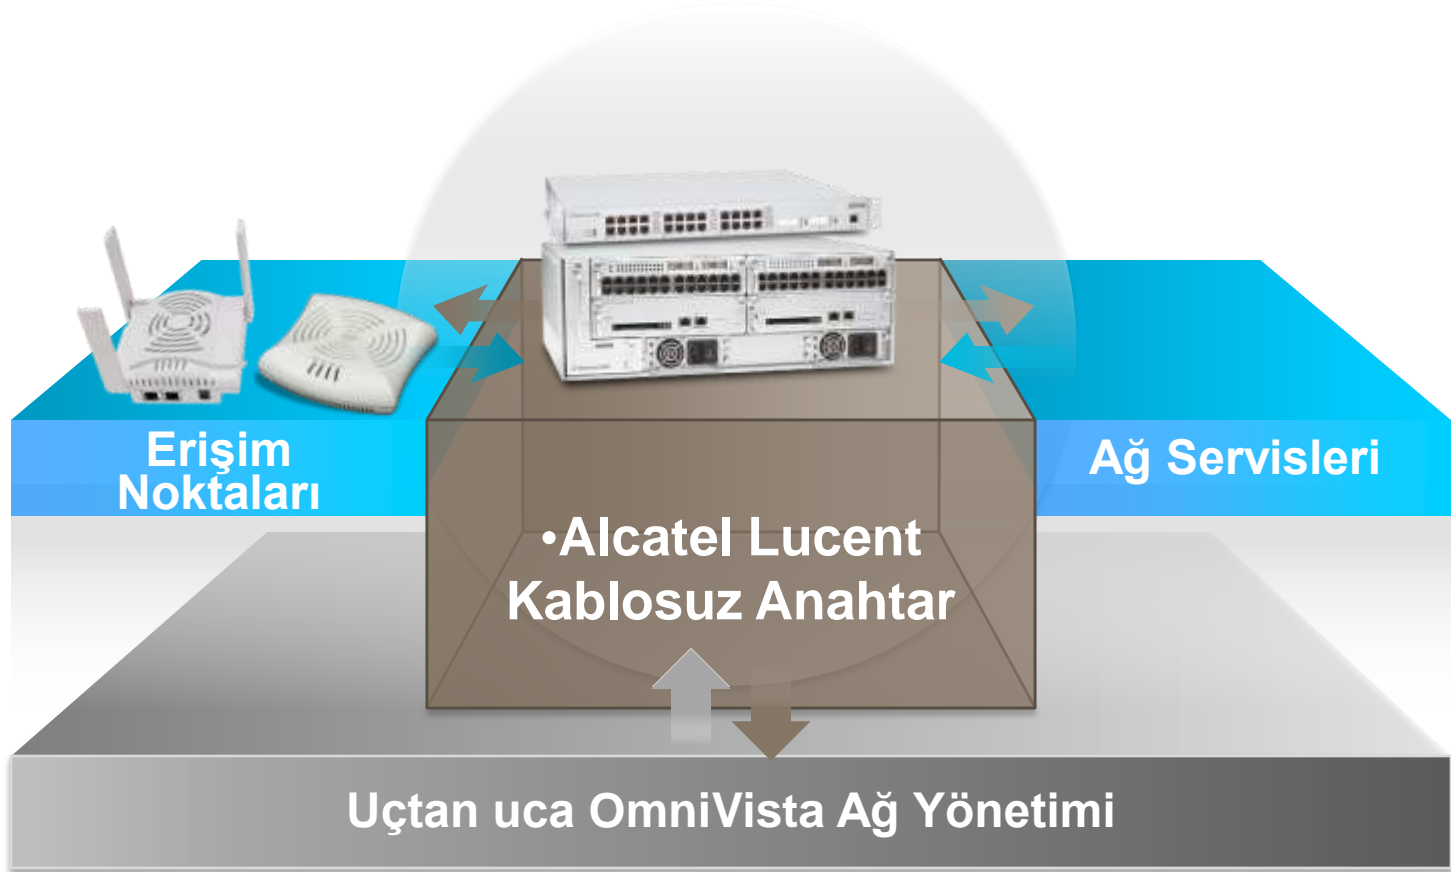 Erişim
Noktaları
Ağ Servisleri
•Alcatel Lucent
Kablosuz Anahtar
Uçtan uca OmniVista Ağ Yönetimi